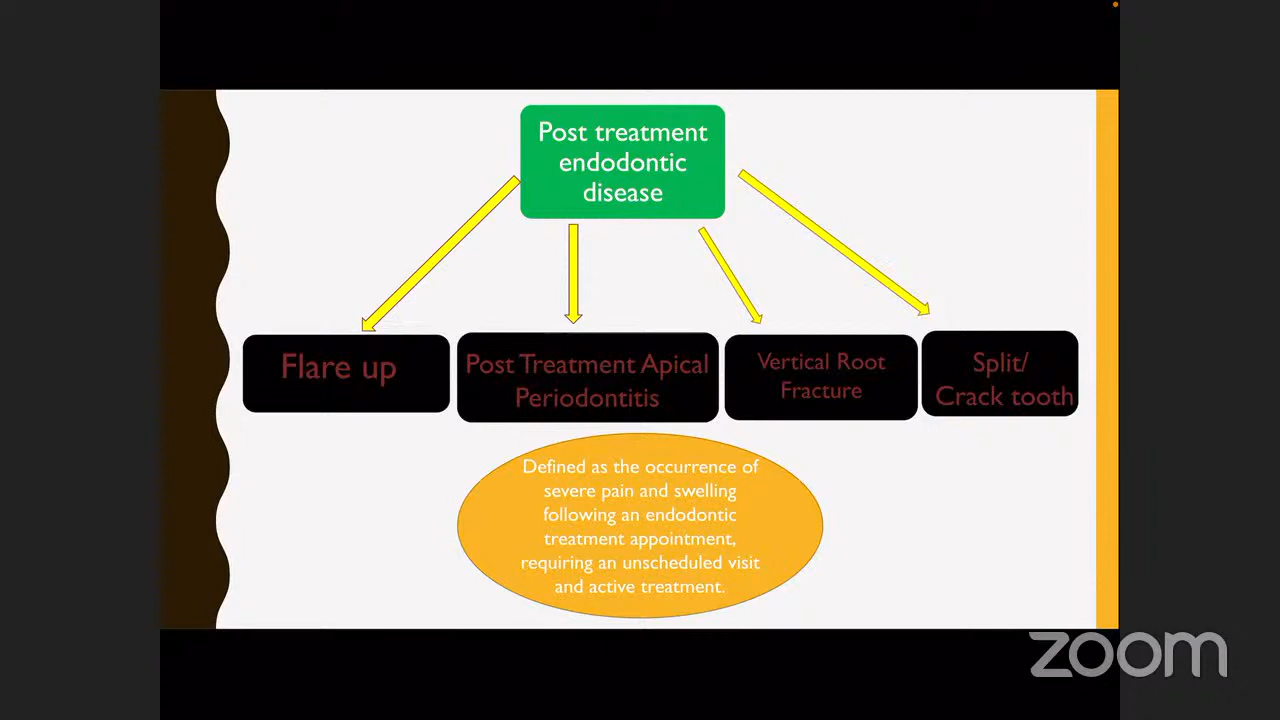 Post treatment
endodontic
disease
Flare up
Post Treatment Apical
Periodontitis
Vertical Root
Fracture
Split/
Crack tooth
Defined as the occurrence of
severe pain and swelling
following an endodontic
treatment appointment,
requiring an unscheduled visit
and active treatment.
zoom